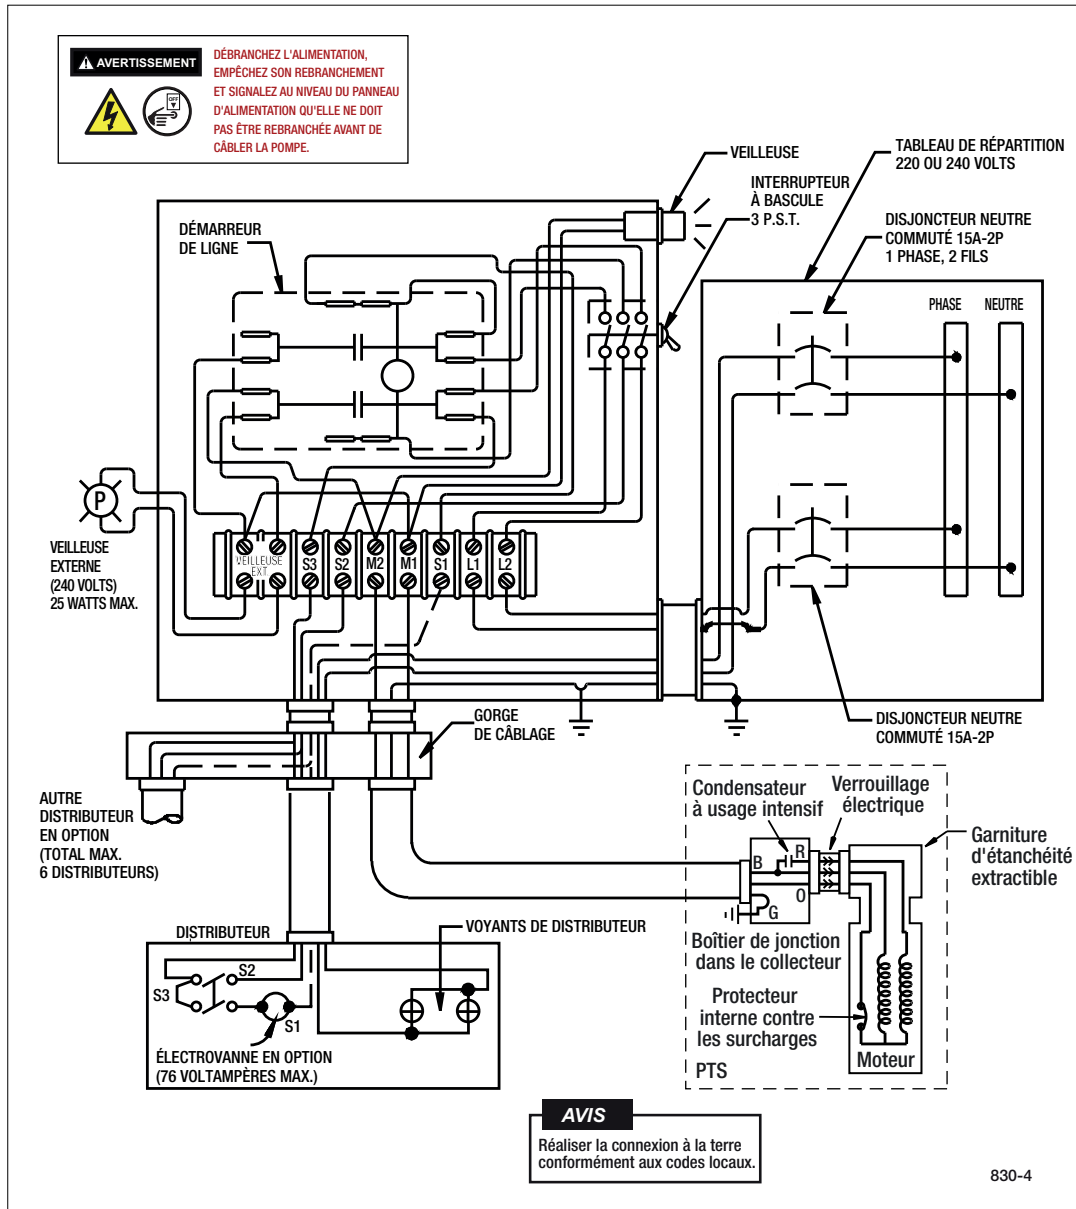 AVERTISSEMENT
DÉBRANCHEZ L'ALIMENTATION,
EMPÊCHEZ SON REBRANCHEMENT
ET SIGNALEZ AU NIVEAU DU PANNEAU
D'ALIMENTATION QU'ELLE NE DOIT
PAS ÊTRE REBRANCHÉE AVANT DE
CÂBLER LA POMPE.
OFF
VEILLEUSE
INTERRUPTEUR
À BASCULE
3 P.S.T.
TABLEAU DE RÉPARTITION
220 OU 240 VOLTS
DISJONCTEUR NEUTRE
COMMUTÉ 15A-2P
1 PHASE, 2 FILS
DÉMARREUR
DE LIGNE
PHASE
NEUTRE
P
VEILLEUSE
EXTERNE
(240 VOLTS)
25 WATTS MAX.
VEILLEUSE
EXT
S3
S2
M2
M1
S1
L1
L2
GORGE
DE CÂBLAGE
DISJONCTEUR NEUTRE
COMMUTÉ 15A-2P
AUTRE
DISTRIBUTEUR
EN OPTION
(TOTAL MAX.
6 DISTRIBUTEURS)
Condensateur
à usage intensif
Verrouillage
électrique
Garniture
d'étanchéité
extractible
B
R
O
G
Boîtier de jonction
dans le collecteur
Protecteur
interne contre
les surcharges
Moteur
PTS
DISTRIBUTEUR
VOYANTS DE DISTRIBUTEUR
S2
S3
S1
ÉLECTROVANNE EN OPTION
(76 VOLTAMPÈRES MAX.)
AVIS
Réaliser la connexion à la terre
conformément aux codes locaux.
830-4